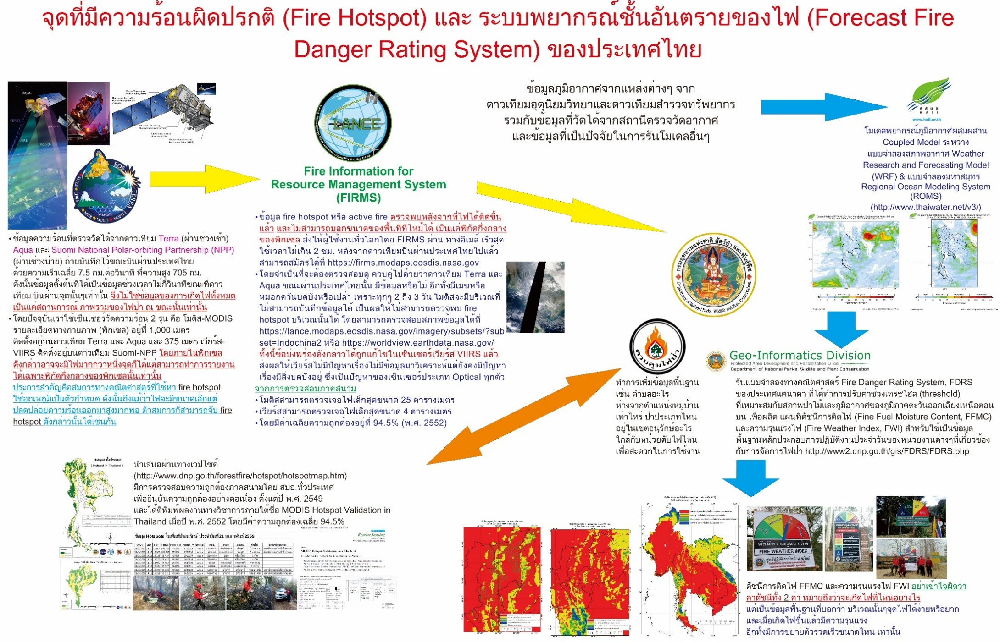 จุดที่มีความร้อนผิดปรกติ (Fire Hotspot) และ ระบบพยากรณ์ชั้นอันตรายของไฟ (Forecast Fire
Danger Rating System) ของประเทศไทย
Aqua
CERES
AIRS
AMSR-E
MODIS
EOS
TERRA
ASTER
CERES
MISR
MODIS
MOPITT
NASA-GSFC
• ข้อมูลความร้อนที่ตรวจวัดได้จากดาวเทียม Terra (ผ่านช่วงเช้า)
Aqua และ Suomi National Polar-orbiting Partnership (NPP)
(ผ่านช่วงบ่าย) ถ่ายบันทึกไว้ขณะบินผ่านประเทศไทย
ด้วยความเร็วเฉลี่ย 7.5 กม.ต่อวินาที ที่ความสูง 705 กม.
ดังนั้นข้อมูลตั้งต้นที่ได้เป็นข้อมูลช่วงเวลาไม่กี่วินาทีขณะที่ดาว
เทียม บินผ่านจุดนั้นๆเท่านั้น จึงไม่ใช่ข้อมูลของการเกิดไฟทั้งหมด
เป็นแค่สถานการณ์ ภาพรวมของไฟป่า ณ ขณะนั้นเท่านั้น
• โดยปัจจุบันเราใช้เซ็นเซอร์วัดความร้อน 2 รุ่น คือ โมดิส-MODIS
รายละเอียดทางกายภาพ (พิกเซล) อยู่ที่ 1,000 เมตร
ติดตั้งอยู่บนดาวเทียม Terra และ Aqua และ 375 เมตร เวียร์ส-
VIIRS ติดตั้งอยู่บนดาวเทียม Suomi-NPP โดยภายในพิกเซล
ดังกล่าวอาจจะมีไฟมากกว่าหนึ่งจุดก็ได้แต่สามารถทำการรายงาน
ได้เฉพาะพิกัดกึ่งกลางของพิกเซลนั้นเท่านั้น
ประการสำคัญคือสมการทางคณิตศาสตร์ที่ใช้หา fire hotspot
ใช้อุณหภูมิเป็นตัวกำหนด ดังนั้นถึงแม้ว่าไฟจะมีขนาดเล็กแต่
ปลดปล่อยความร้อนออกมาสูงมากพอ ตัวสมการก็สามารถจับ fire
hotspot ดังกล่าวนั้นได้เช่นกัน
LANCE
Fire Information for
Resource Management System
(FIRMS)
• ข้อมูล fire hotspot หรือ active fire ตรวจพบหลังจากที่ไฟได้ติดขึ้น
แล้ว และไม่สามารถบอกขนาดของพื้นที่ที่ไหม้ได้ เป็นแค่พิกัดกึ่งกลาง
ของพิกเซล ส่งให้ผู้ใช้งานทั่วโลกโดย FIRMS ผ่าน ทางอีเมล์ เร็วสุด
ใช้เวลาไม่เกิน 2 ชม. หลังจากดาวเทียมบินผ่านประเทศไทยไปแล้ว
สามารถสมัครได้ที่ https://firms.modaps.eosdis.nasa.gov
• โดยจำเป็นที่จะต้องตรวจสอบดู ควบคู่ไปด้วยว่าดาวเทียม Terra และ
Aqua ขณะผ่านประเทศไทยนั้น มีข้อมูลหรือไม่ อีกทั้งมีเมฆหรือ
หมอกควันบดบังหรือเปล่า เพราะทุกๆ 2 ถึง 3 วัน โมดิสจะมีบริเวณที่
ไม่สามารถบันทึกข้อมูลได้ เป็นผลให้ไม่สามารถตรวจพบ fire
hotspot บริเวณนั้นได้ โดยสามารถตรวจสอบสภาพข้อมูลได้ที่
https://lance.modaps.eosdis.nasa.gov/imagery/subsets/?sub
set=Indochina2 หรือ https://worldview.earthdata.nasa.gov/
ทั้งนี้ข้อบ่งพร่องดังกล่าวได้ถูกแก้ไขในเซ็นเซอร์เวียร์ส VIIRS แล้ว
ส่งผลให้เวียร์สไม่มีปัญหาเรื่องไม่มีข้อมูลมาวิเคราะห์แต่ยังคงมีปัญหา
เรื่องมีสิ่งบดบังอยู่ ซึ่งเป็นปัญหาของเซ็นเซอร์ประเภท Optical ทุกตัว
จากการตรวจสอบภาคสนาม
• โมดิสสามารถตรวจเจอไฟเล็กสุดขนาด 25 ตารางเมตร
• เวียร์สสามารถตรวจเจอไฟเล็กสุดขนาด 4 ตารางเมตร
• โดยมีค่าเฉลี่ยความถูกต้องอยู่ที่ 94.5% (พ.ศ. 2552)
ข้อมูลภูมิอากาศจากแหล่งต่างๆ จาก
ดาวเทียมอุตุนิยมวิทยาและดาวเทียมสำรวจทรัพยากร
รวมกับข้อมูลที่วัดได้จากสถานีตรวจวัดอากาศ
และข้อมูลที่เป็นปัจจัยในการรันโมเดลอื่นๆ
สสนก
HAII
www.haii.or.th
โมเดลพยากรณ์ภูมิอากาศผสมผสาน
Coupled Model ระหว่าง
แบบจำลองสภาพอากาศ Weather
Research and Forecasting Model
(WRF) & แบบจำลองมหาสมุทร
Regional Ocean Modeling System
(ROMS)
(http://www.thaiwater.net/v3/)
กรมอุทยานแห่งชาติ สัตว์ป่า และพันธุ์พืช
Department of National Parks, Wildlife and Plant Conservation
ควบคุมไฟป่า
ทำการเพิ่มข้อมูลพื้นฐาน
เช่น ตำบลอะไร
ห่างจากตำแหน่งหมู่บ้าน
เท่าไหร่ ป่าประเภทไหน
อยู่ในเขตอนุรักษ์อะไร
ใกล้กับหน่วยดับไฟไหน
เพื่อสะดวกในการใช้งาน
Geo-Informatics Division
Protected Area Development and Rehabilitation Office
Department of National Parks, Wildlife and Plant Conservation
รันแบบจำลองทางคณิตศาสตร์ Fire Danger Rating System, FDRS
ของประเทศแคนาดา ที่ได้ทำการปรับค่าช่วงเทรชโฮล (threshold)
ที่เหมาะสมกับสภาพป่าไม้และภูมิอากาศของภูมิภาคตะวันออกเฉียงเหนือตอน
บน เพื่อผลิต แผนที่ดัชนีการติดไฟ (Fine Fuel Moisture Content, FFMC)
และความรุนแรงไฟ (Fire Weather Index, FWI) สำหรับใช้เป็นข้อมูล
พื้นฐานหลักประกอบการปฏิบัติงานประจำวันของหน่วยงานต่างๆที่เกี่ยวข้อง
กับการจัดการไฟป่า http://www2.dnp.go.th/gis/FDRS/FDRS.php
Hotspot ทั้งประเทศ
( Hotspot in Thailand )
นำเสนอผ่านทางเวปไซค์
(http://www.dnp.go.th/forestfire/hotspot/hotspotmap.htm)
มีการตรวจสอบความถูกต้องภาคสนามโดย สบอ.ทั่วประเทศ
เพื่อยืนยันความถูกต้องอย่างต่อเนื่อง ตั้งแต่ปี พ.ศ. 2549
และได้ตีพิมพ์ผลงานทางวิชาการภายใต้ชื่อ MODIS Hotspot Validation in
Thailand เมื่อปี พ.ศ. 2552 โดยมีค่าความถูกต้องเฉลี่ย 94.5%
ข้อมูล Hotspots ในพื้นที่ป่าอนุรักษ์ ประจำวันที่21 กุมภาพันธ์ 2559
Remote Sensing
MODIS Hotspot Validation over Thailand
ดัชนีความรุนแรงไฟ
FIRE WEATHER INDEX
ศูนย์ปฏิบัติการไฟป่าเชียงใหม่
ดัชนีการติดไฟ FFMC และความรุนแรงไฟ FWI อย่าเข้าใจผิดว่า
ค่าดัชนีทั้ง 2 ค่า หมายถึงว่าจะเกิดไฟที่ไหนอย่างไร
แต่เป็นข้อมูลพื้นฐานที่บอกว่า บริเวณนั้นๆจุดไฟได้ง่ายหรือยาก
และเมื่อเกิดไฟขึ้นแล้วมีความรุนแรง
อีกทั้งมีการขยายตัวรวดเร็วขนาดไหน เท่านั้น